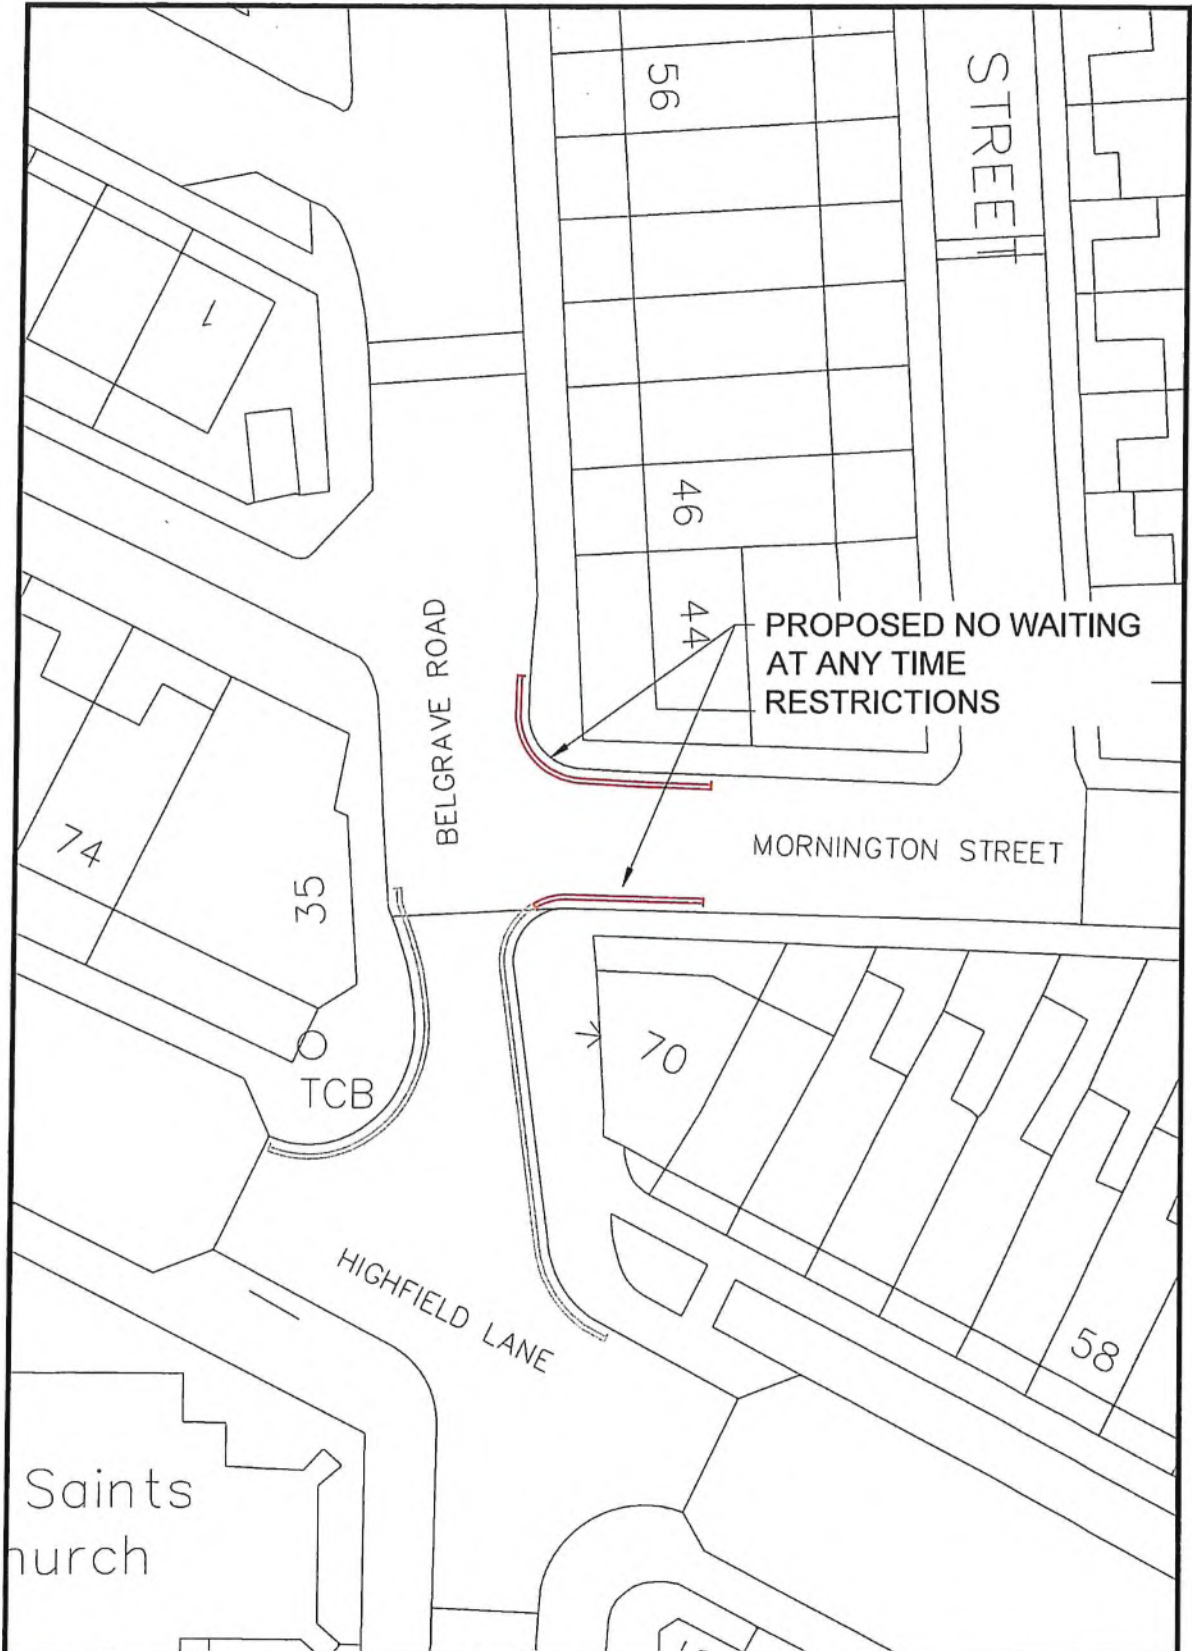 56
STREET
1
46
44
PROPOSED NO WAITING
AT ANY TIME
RESTRICTIONS
BELGRAVE ROAD
MORNINGTON STREET
74
35
70
TCB
HIGHFIELD LANE
58
Saints
hurch